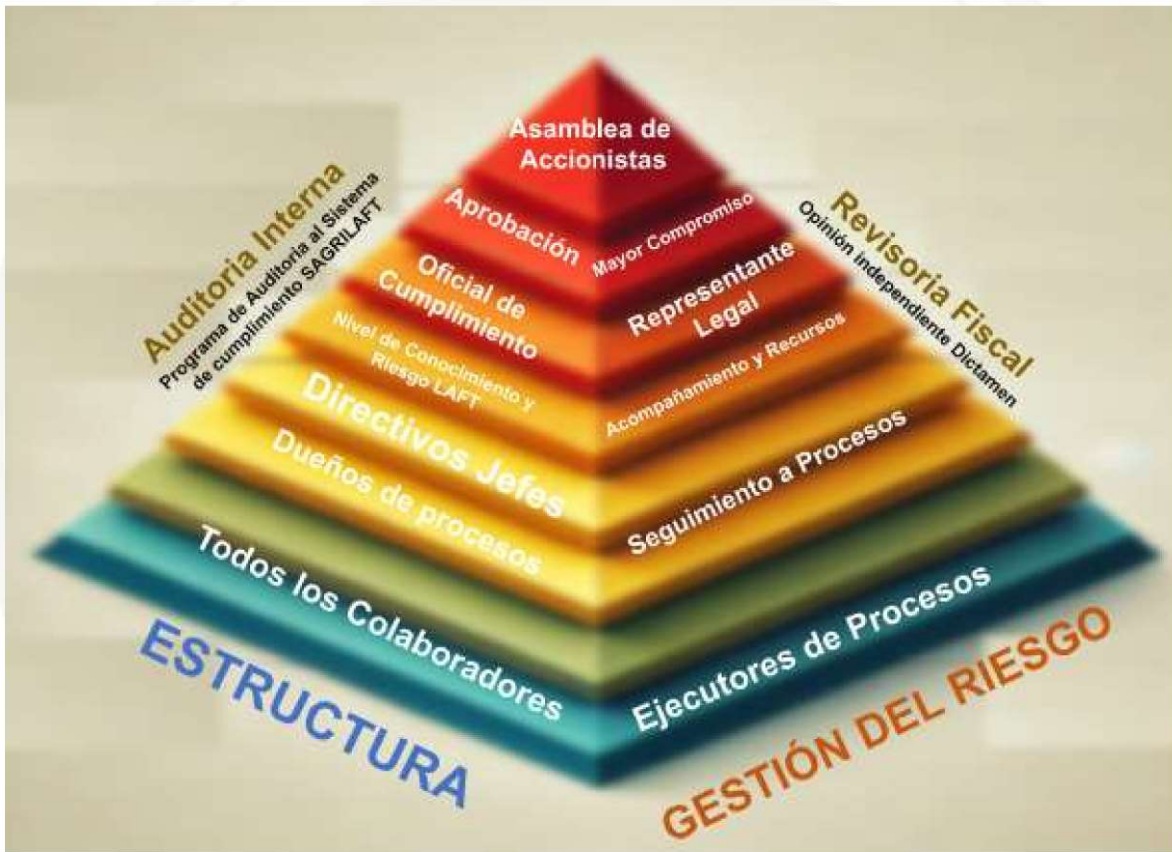 Asamblea de
Accionistas
Aprobación
Mayor Compromiso
Oficial de
Cumplimiento
Representante
Legal
Nivel de Conocimiento y
Riesgo LAFT
Acompañamiento y Recursos
Directivos Jefes
Dueños de procesos
Seguimiento a Procesos
Todos los Colaboradores
Ejecutores de Procesos
ESTRUCTURA
GESTIÓN DEL RIESGO
Auditoria Interna
Programa de Auditoria al Sistema
de cumplimiento SAGRILAFT
Revisoria Fiscal
Opinión independiente Dictamen